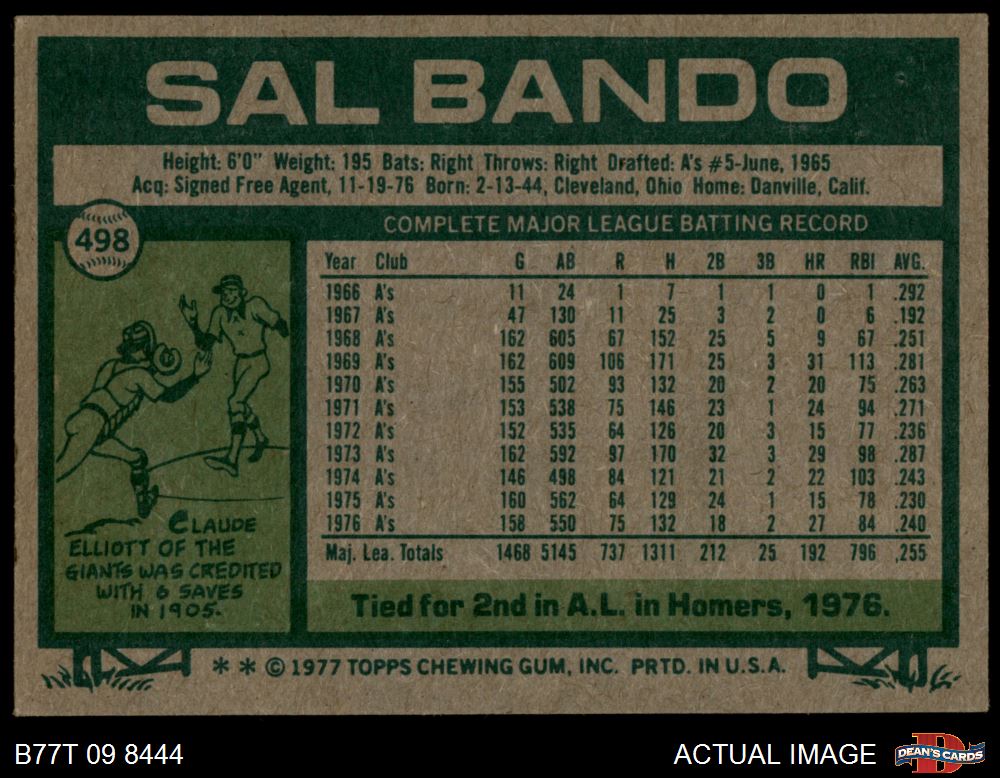 SAL BANDO
Height: 6'0" Weight: 195 Bats: Right Throws: Right Drafted: A's #5-June, 1965
Acq: Signed Free Agent, 11-19-76 Born: 2-13-44, Cleveland, Ohio Home: Danville, Calif.
498
COMPLETE MAJOR LEAGUE BATTING RECORD
Year Club G AB R H 2B 3B HR RBI AVG.
1966 A's 11 24 1 7 1 1 0 1 .292
1967 A's 47 130 11 25 3 2 0 6 .192
1968 A's 162 605 67 152 25 5 9 67 .251
1969 A's 162 609 106 171 25 3 31 113 .281
1970 A's 155 502 93 132 20 2 20 75 .263
1971 A's 153 538 75 146 23 1 24 94 .271
1972 A's 152 535 64 126 20 3 15 77 .236
1973 A's 162 592 97 170 32 3 29 98 .287
1974 A's 146 498 84 121 21 2 22 103 .243
1975 A's 160 562 64 129 24 1 15 78 .230
1976 A's 158 550 75 132 18 2 27 84 .240
Maj. Lea. Totals 1468 5145 737 1311 212 25 192 796 .255
CLAUDE
ELLIOTT OF THE
GIANTS WAS CREDITED
WITH 6 SAVES
IN 1905.
Tied for 2nd in A.L. in Homers, 1976.
* * © 1977 TOPPS CHEWING GUM, INC. PRTD. IN U.S.A.
B77T 09 8444
ACTUAL IMAGE
DEAN'S CARDS